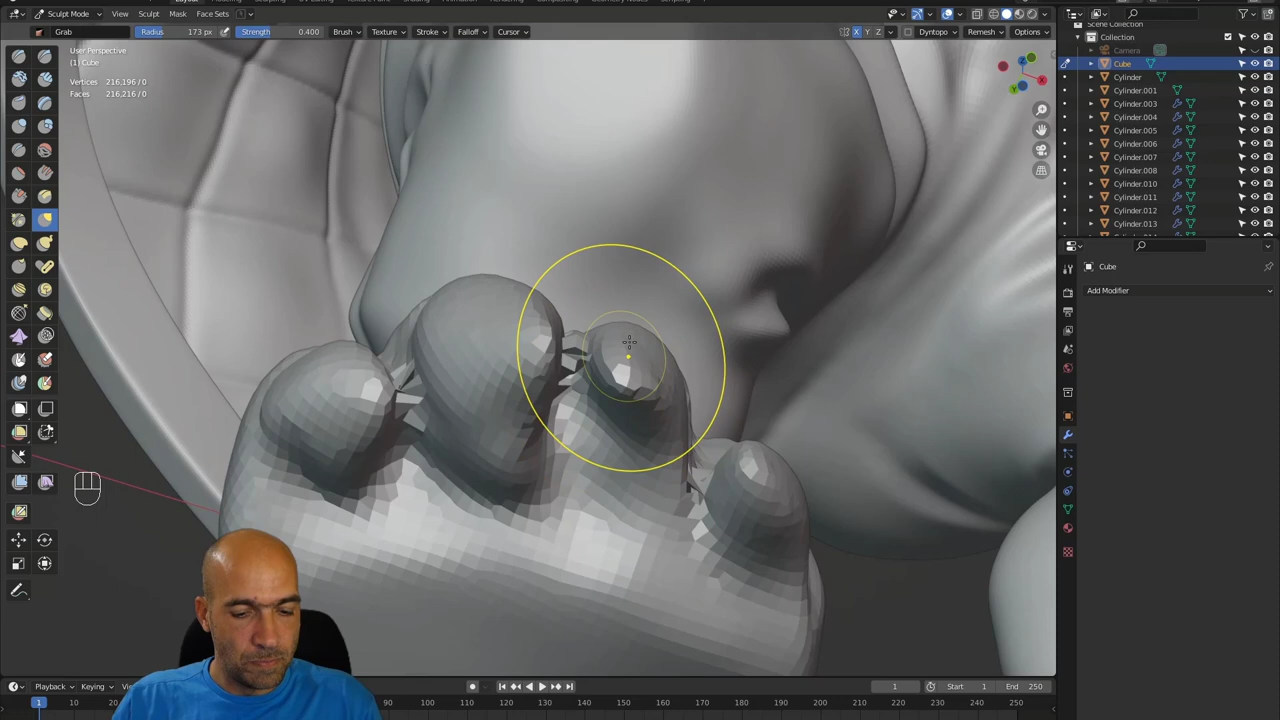 Sculpt Mode View Sculpt Mask Face Sets
Grab Radius 173 px Strength 0.400 Brush Texture Stroke Falloff Cursor X Y Z Dyntopo Remesh Options
User Perspective
(1) Cube
Vertices 216,196 / 0
Faces 216,216 / 0
Scene Collection
Collection
Camera
Cube
Cylinder
Cylinder.001
Cylinder.003
Cylinder.004
Cylinder.005
Cylinder.006
Cylinder.007
Cylinder.008
Cylinder.010
Cylinder.011
Cylinder.012
Cylinder.013
Cube
Add Modifier
Playback Keying 1 Start 1 End 250
1 10 20 100 110 120 130 140 150 160 170 180 190 200 210 220 230 240 250